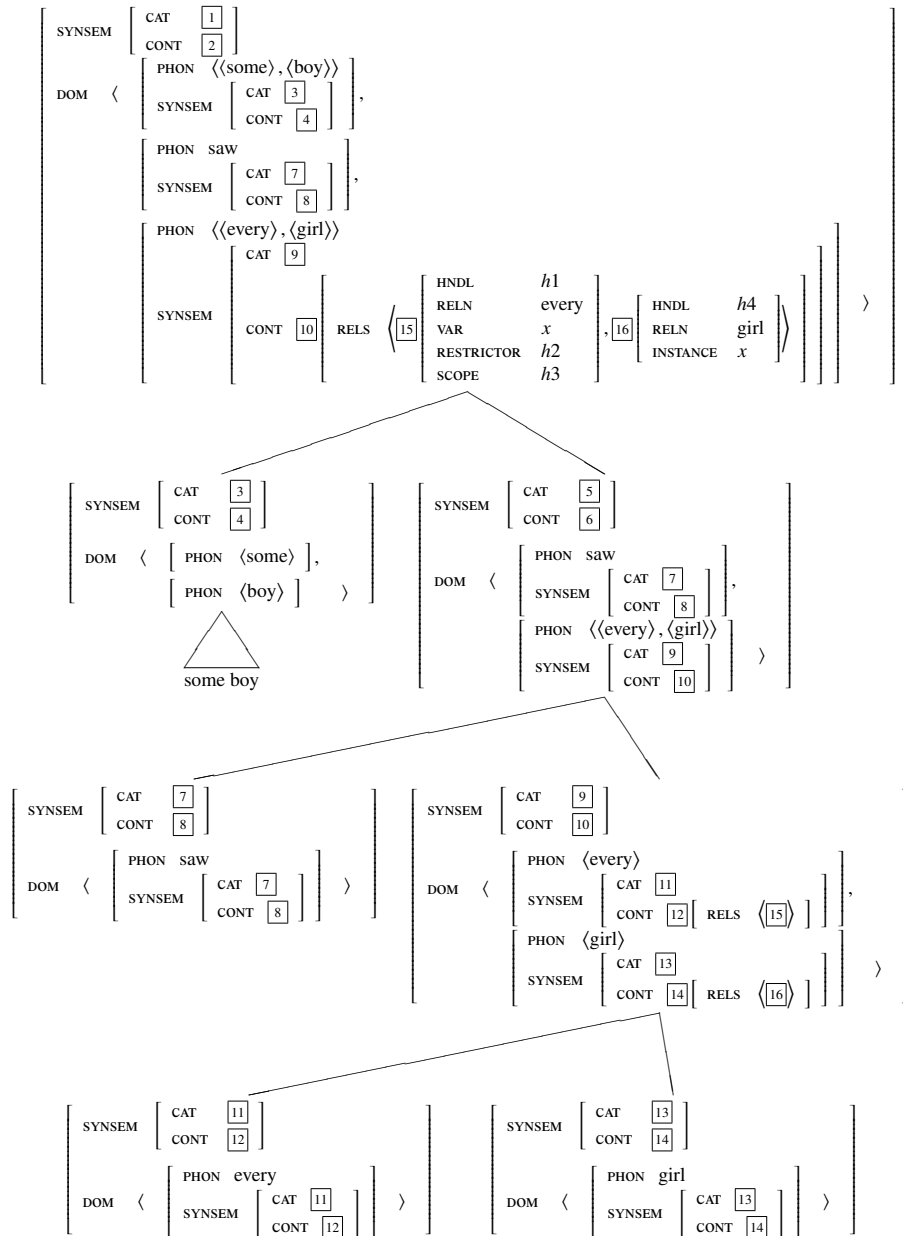 SYNSEM CAT 1
CONT 2
PHON ⟨⟨some⟩,⟨boy⟩⟩
DOM ⟨ SYNSEM CAT 3 ,
CONT 4
PHON saw
SYNSEM CAT 7 ,
CONT 8
PHON ⟨⟨every⟩,⟨girl⟩⟩
CAT 9
HNDL h1
RELN every HNDL h4
SYNSEM CONT 10 RELS ⟨ 15 VAR x , 16 RELN girl ⟩ ⟩
RESTRICTOR h2 INSTANCE x
SCOPE h3
SYNSEM CAT 3 SYNSEM CAT 5
CONT 4 CONT 6
DOM ⟨ [ PHON ⟨some⟩ ], PHON saw
DOM ⟨ SYNSEM CAT 7 ,
[ PHON ⟨boy⟩ ] ⟩ CONT 8
PHON ⟨⟨every⟩,⟨girl⟩⟩
SYNSEM CAT 9 ⟩
some boy CONT 10
SYNSEM CAT 7 SYNSEM CAT 9
CONT 8 CONT 10
PHON saw PHON ⟨every⟩
DOM ⟨ SYNSEM CAT 7 ⟩ DOM ⟨ SYNSEM CAT 11 ,
CONT 8 CONT 12 [ RELS ⟨15⟩ ]
PHON ⟨girl⟩
SYNSEM CAT 13 ⟩
CONT 14 [ RELS ⟨16⟩ ]
SYNSEM CAT 11 SYNSEM CAT 13
CONT 12 CONT 14
PHON every PHON girl
DOM ⟨ SYNSEM CAT 11 ⟩ DOM ⟨ SYNSEM CAT 13 ⟩
CONT 12 CONT 14